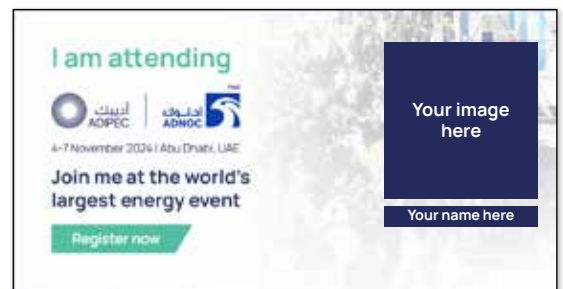 I am attending
أديبك
ADIPEC
أدنوك
ADNOC
4-7 November 2024 | Abu Dhabi, UAE
Join me at the world's
largest energy event
Register now
Your image
here
Your name here